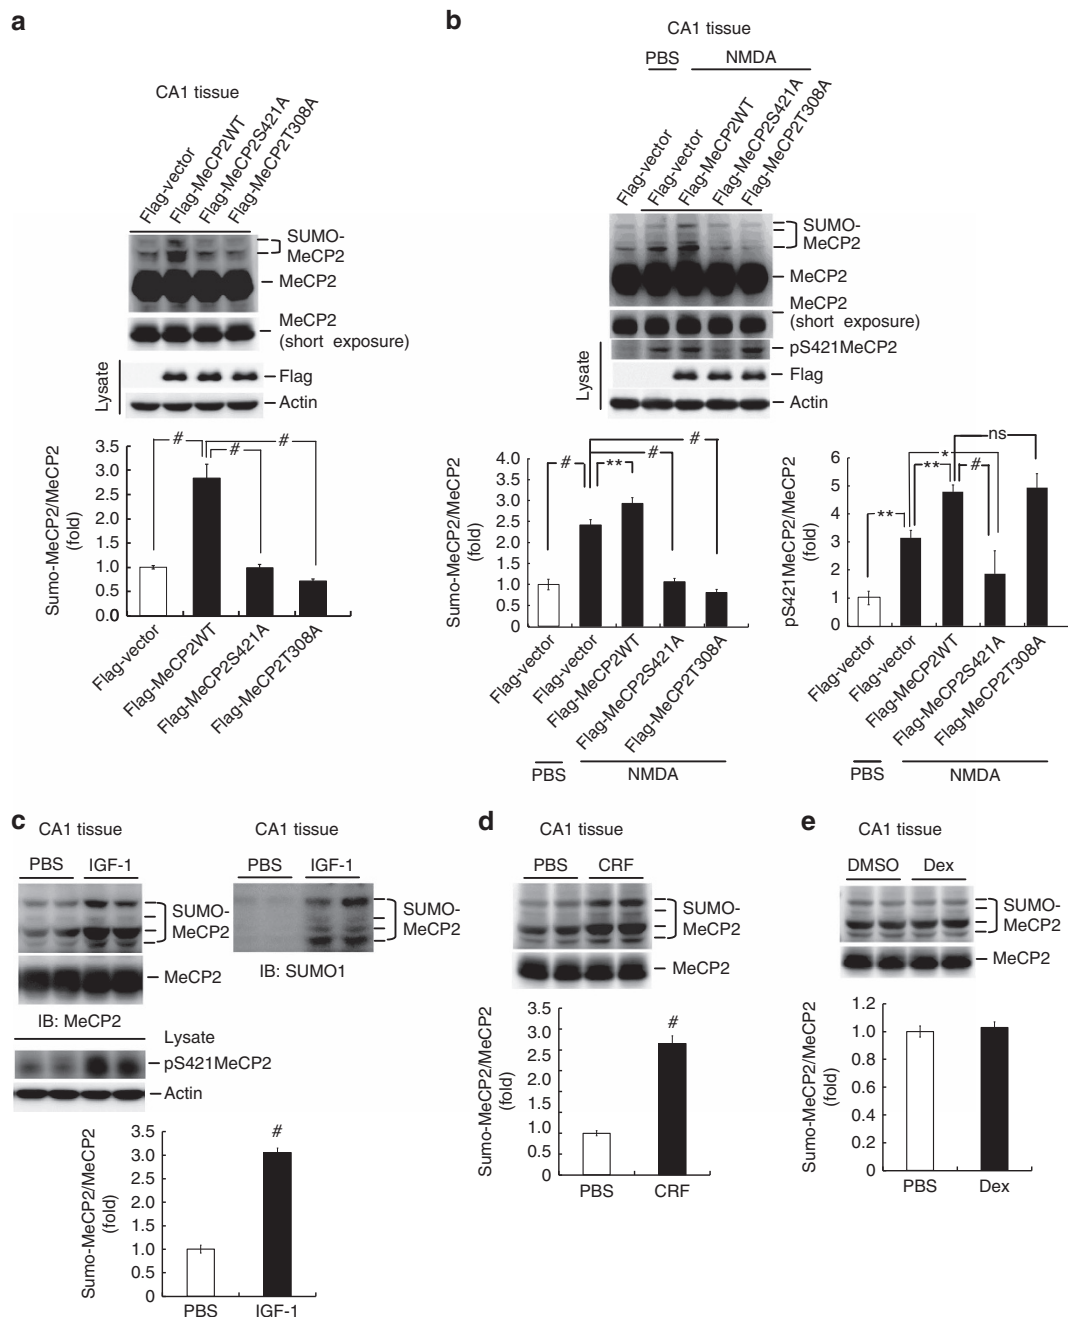 a
CA1 tissue
Flag-vector
Flag-MeCP2WT
Flag-MeCP2S421A
Flag-MeCP2T308A
SUMO-
MeCP2
MeCP2
MeCP2
(short exposure)
Lysate
Flag
Actin
Sumo-MeCP2/MeCP2
(fold)
3.5
3.0
2.5
2.0
1.5
1.0
0.5
0.0
# # #
Flag-vector
Flag-MeCP2WT
Flag-MeCP2S421A
Flag-MeCP2T308A
b
CA1 tissue
PBS NMDA
Flag-vector
Flag-vector
Flag-MeCP2WT
Flag-MeCP2S421A
Flag-MeCP2T308A
SUMO-
MeCP2
MeCP2
MeCP2
(short exposure)
pS421MeCP2
Lysate
Flag
Actin
Sumo-MeCP2/MeCP2
(fold)
4.0
3.5
3.0
2.5
2.0
1.5
1.0
0.5
0
# ** # #
Flag-vector
Flag-vector
Flag-MeCP2WT
Flag-MeCP2S421A
Flag-MeCP2T308A
PBS NMDA
pS421MeCP2/MeCP2
(fold)
6
5
4
3
2
1
0
** ** * # ns
Flag-vector
Flag-vector
Flag-MeCP2WT
Flag-MeCP2S421A
Flag-MeCP2T308A
PBS NMDA
c
CA1 tissue
PBS IGF-1
SUMO-
MeCP2
MeCP2
IB: MeCP2
Lysate
pS421MeCP2
Actin
CA1 tissue
PBS IGF-1
SUMO-
MeCP2
IB: SUMO1
Sumo-MeCP2/MeCP2
(fold)
3.5
3.0
2.5
2.0
1.5
1.0
0.5
0
#
PBS IGF-1
d
CA1 tissue
PBS CRF
SUMO-
MeCP2
MeCP2
Sumo-MeCP2/MeCP2
(fold)
3.5
3.0
2.5
2.0
1.5
1.0
0.5
0
#
PBS CRF
e
CA1 tissue
DMSO Dex
SUMO-
MeCP2
MeCP2
Sumo-MeCP2/MeCP2
(fold)
1.2
1.0
0.8
0.6
0.4
0.2
0
PBS Dex